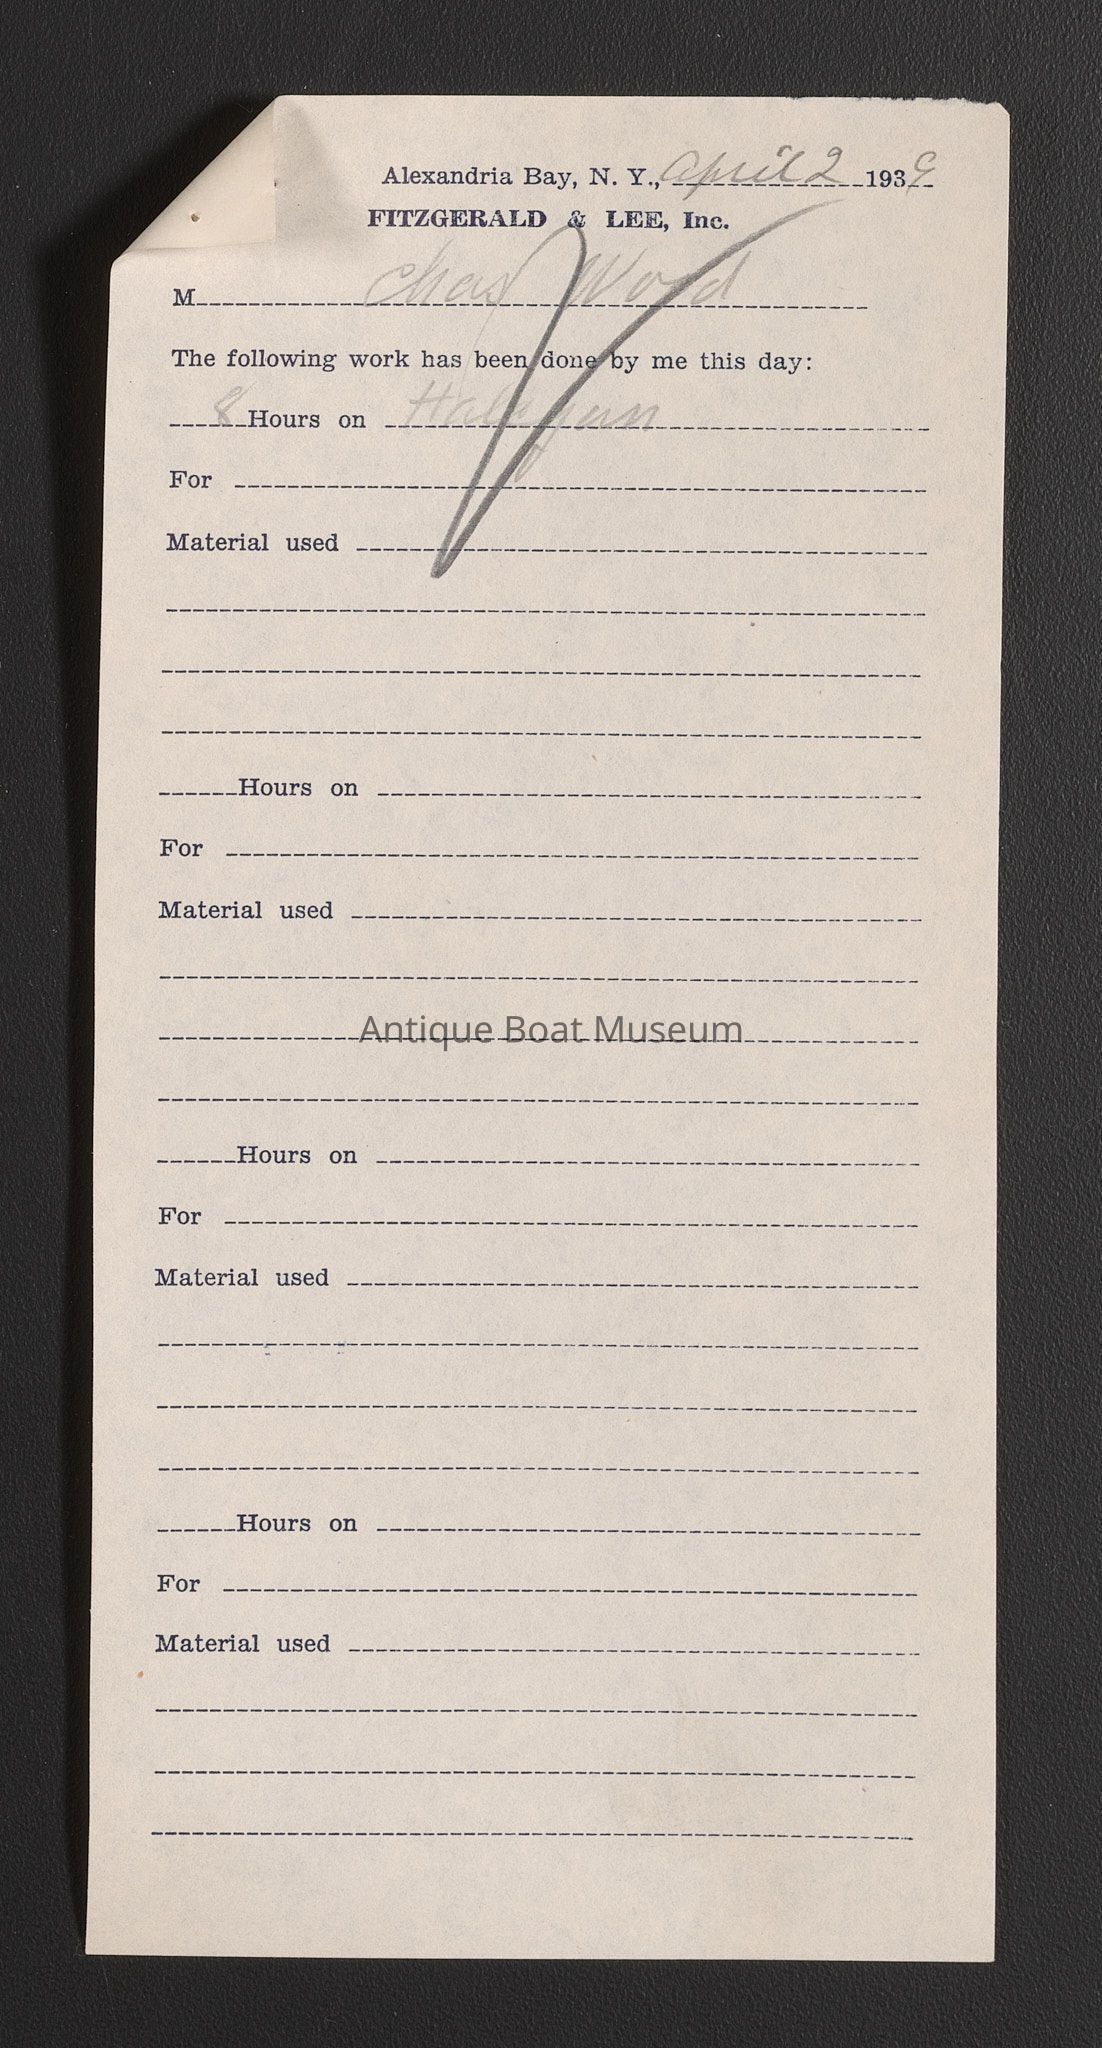 Alexandria Bay, N. Y., April 2 1939
FITZGERALD & LEE, Inc.
M Chas Wood
The following work has been done by me this day:
8 Hours on
For
Material used
Hours on
For
Material used
Antique Boat Museum
Hours on
For
Material used
Hours on
For
Material used